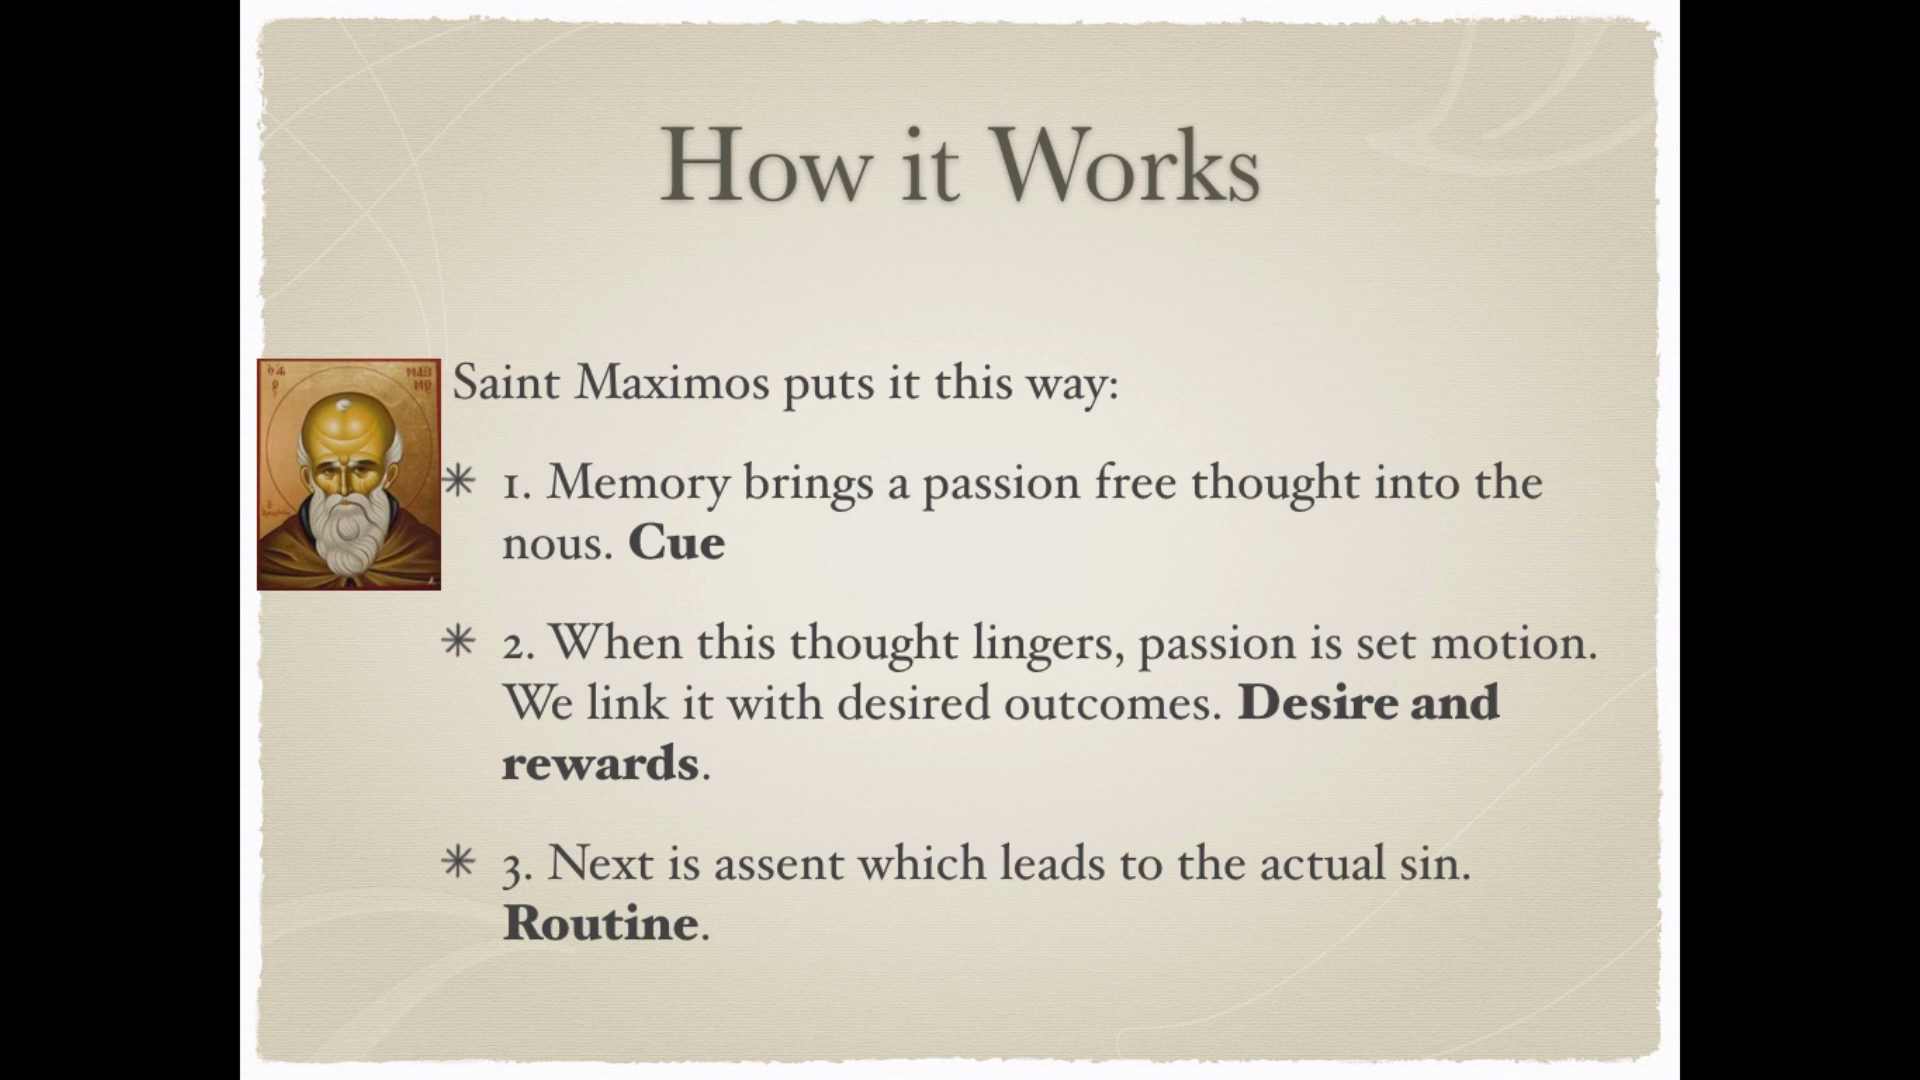 How it Works
Saint Maximos puts it this way:
1. Memory brings a passion free thought into the
nous. Cue
2. When this thought lingers, passion is set motion.
We link it with desired outcomes. Desire and
rewards.
3. Next is assent which leads to the actual sin.
Routine.